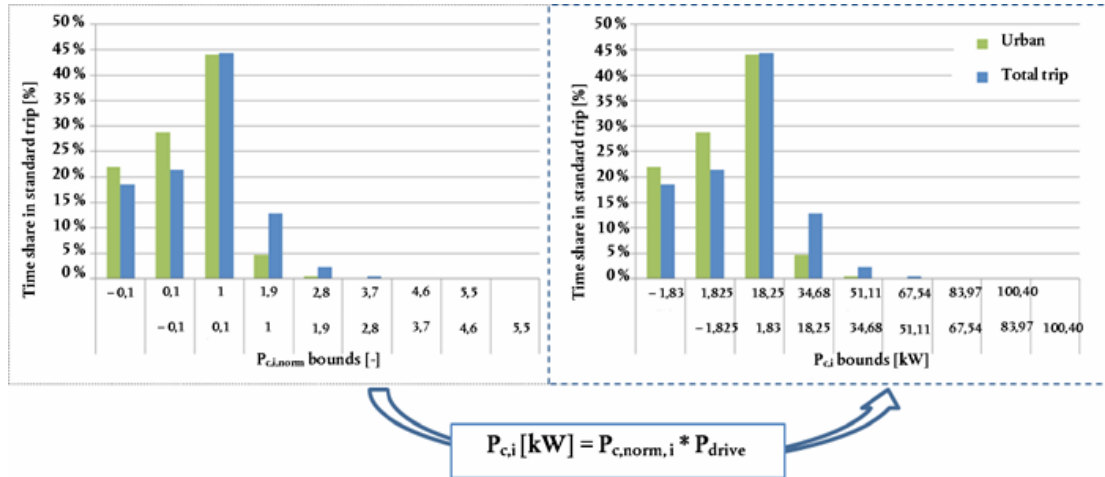 50%
45%
40%
35%
30%
25%
20%
15%
10%
5%
0%
Time share in standard trip [%]
– 0,1 0,1 1 1,9 2,8 3,7 4,6 5,5
– 0,1 0,1 1 1,9 2,8 3,7 4,6 5,5
Pc,i,norm bounds [-]
50%
45%
40%
35%
30%
25%
20%
15%
10%
5%
0%
Time share in standard trip [%]
Urban
Total trip
– 1,83 1,825 18,25 34,68 51,11 67,54 83,97 100,40
– 1,825 1,83 18,25 34,68 51,11 67,54 83,97 100,40
Pc,i bounds [kW]
Pc,i [kW] = Pc,norm, i * Pdrive